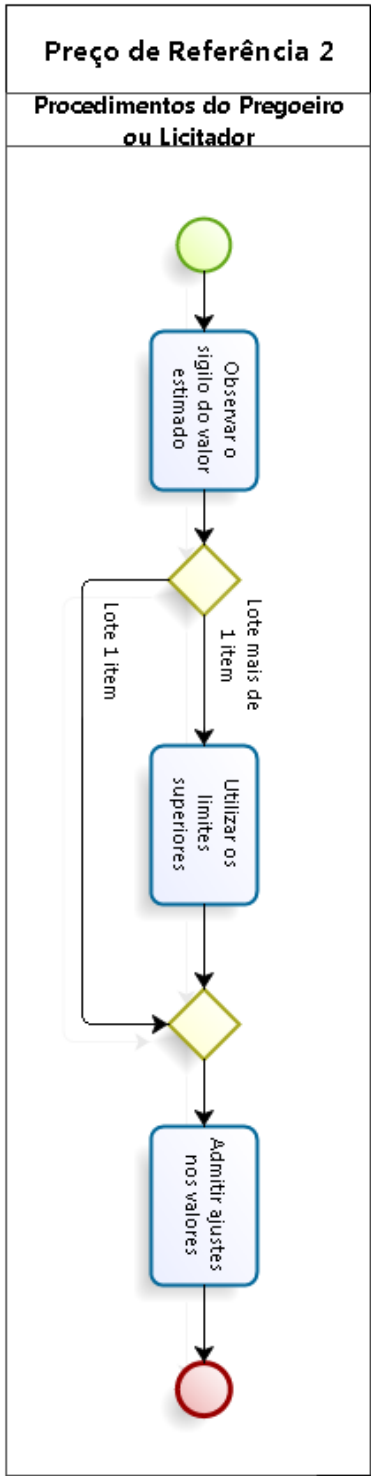 Preço de Referência 2
Procedimentos do Pregoeiro
ou Licitador
Observar o
sigilo do valor
estimado
Lote mais de
1 item
Lote 1 item
Utilizar os
limites
superiores
Admitir ajustes
nos valores